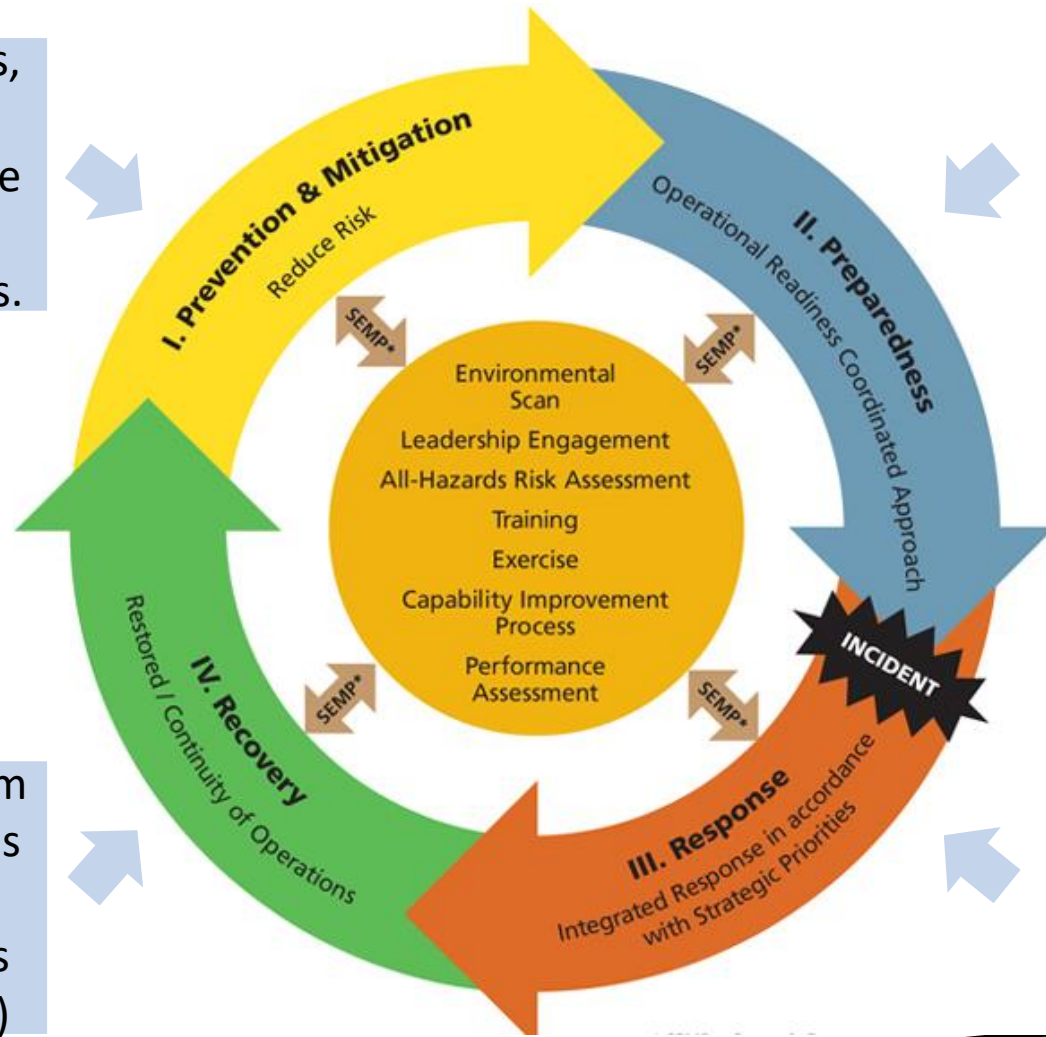 s,
e
s.
I. Prevention & Mitigation
Reduce Risk
II. Preparedness
Operational Readiness Coordinated Approach
SEMP*
SEMP*
Environmental
Scan
Leadership Engagement
All-Hazards Risk Assessment
Training
Exercise
Capability Improvement
Process
Performance
Assessment
INCIDENT
SEMP*
SEMP*
III. Response
Integrated Response in accordance
with Strategic Priorities
IV. Recovery
Restored / Continuity of Operations
m
s
s
)